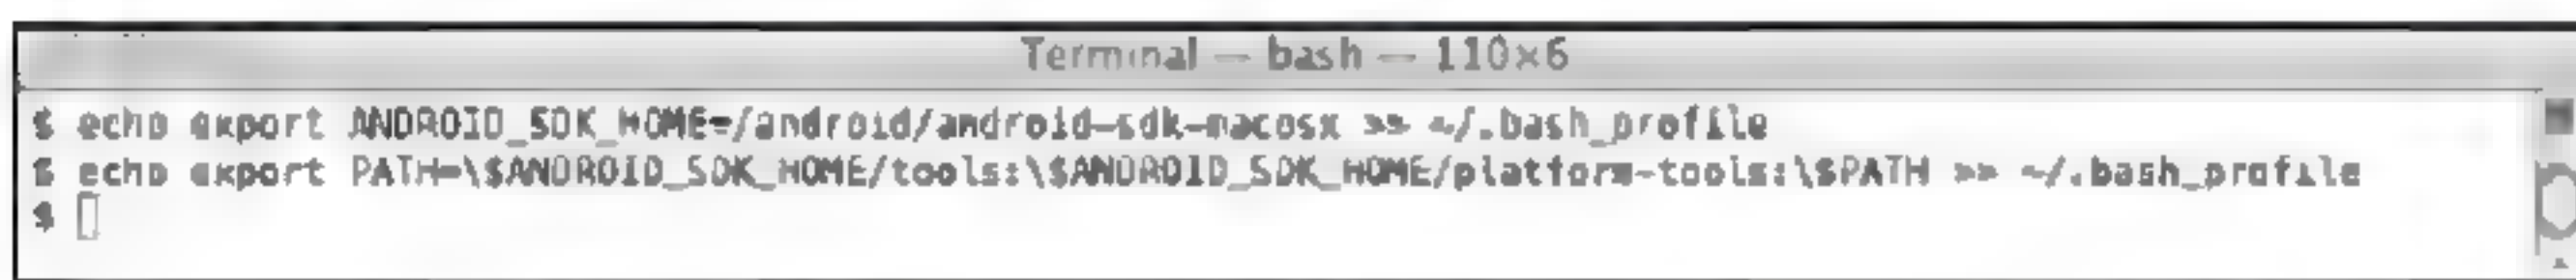 Terminal — bash — 110×6
$ echo export ANDROID_SDK_HOME=/android/android-sdk-macosx >> ~/.bash_profile
$ echo export PATH=\$ANDROID_SDK_HOME/tools:\$ANDROID_SDK_HOME/platform-tools:\$PATH >> ~/.bash_profile
$